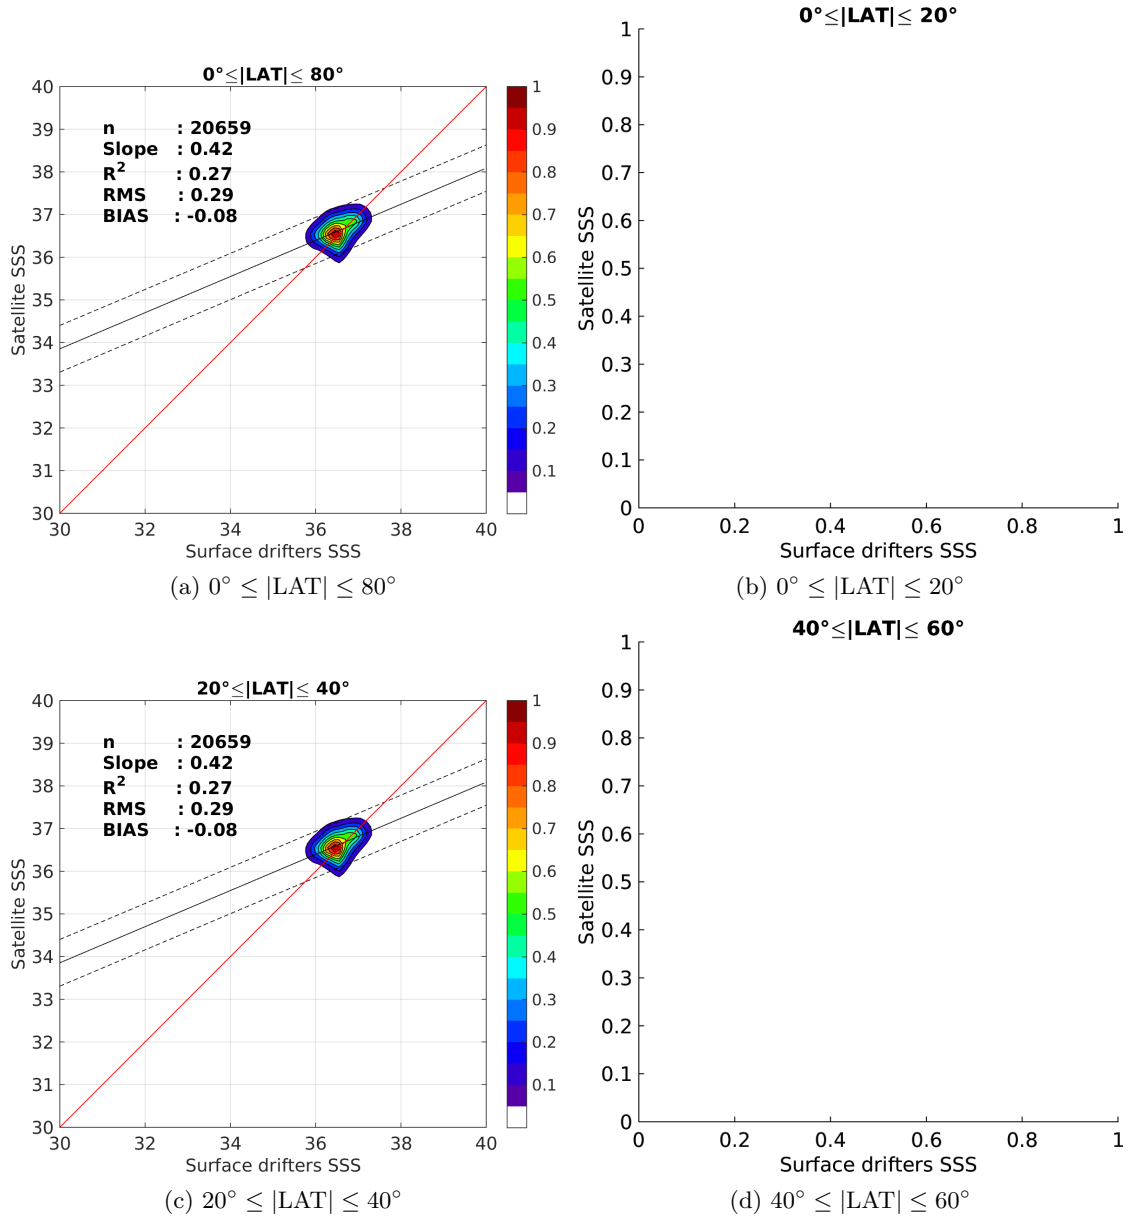 0°≤|LAT|≤ 80°
40
39
38
37
36
35
34
33
32
31
30
Satellite SSS
n : 20659
Slope : 0.42
R² : 0.27
RMS : 0.29
BIAS : -0.08
30 32 34 36 38 40
Surface drifters SSS
1
0.9
0.8
0.7
0.6
0.5
0.4
0.3
0.2
0.1
(a) 0° ≤ |LAT| ≤ 80°
0°≤|LAT|≤ 20°
1
0.9
0.8
0.7
0.6
0.5
0.4
0.3
0.2
0.1
0
Satellite SSS
0 0.2 0.4 0.6 0.8 1
Surface drifters SSS
(b) 0° ≤ |LAT| ≤ 20°
20°≤|LAT|≤ 40°
40
39
38
37
36
35
34
33
32
31
30
Satellite SSS
n : 20659
Slope : 0.42
R² : 0.27
RMS : 0.29
BIAS : -0.08
30 32 34 36 38 40
Surface drifters SSS
1
0.9
0.8
0.7
0.6
0.5
0.4
0.3
0.2
0.1
(c) 20° ≤ |LAT| ≤ 40°
40°≤|LAT|≤ 60°
1
0.9
0.8
0.7
0.6
0.5
0.4
0.3
0.2
0.1
0
Satellite SSS
0 0.2 0.4 0.6 0.8 1
Surface drifters SSS
(d) 40° ≤ |LAT| ≤ 60°